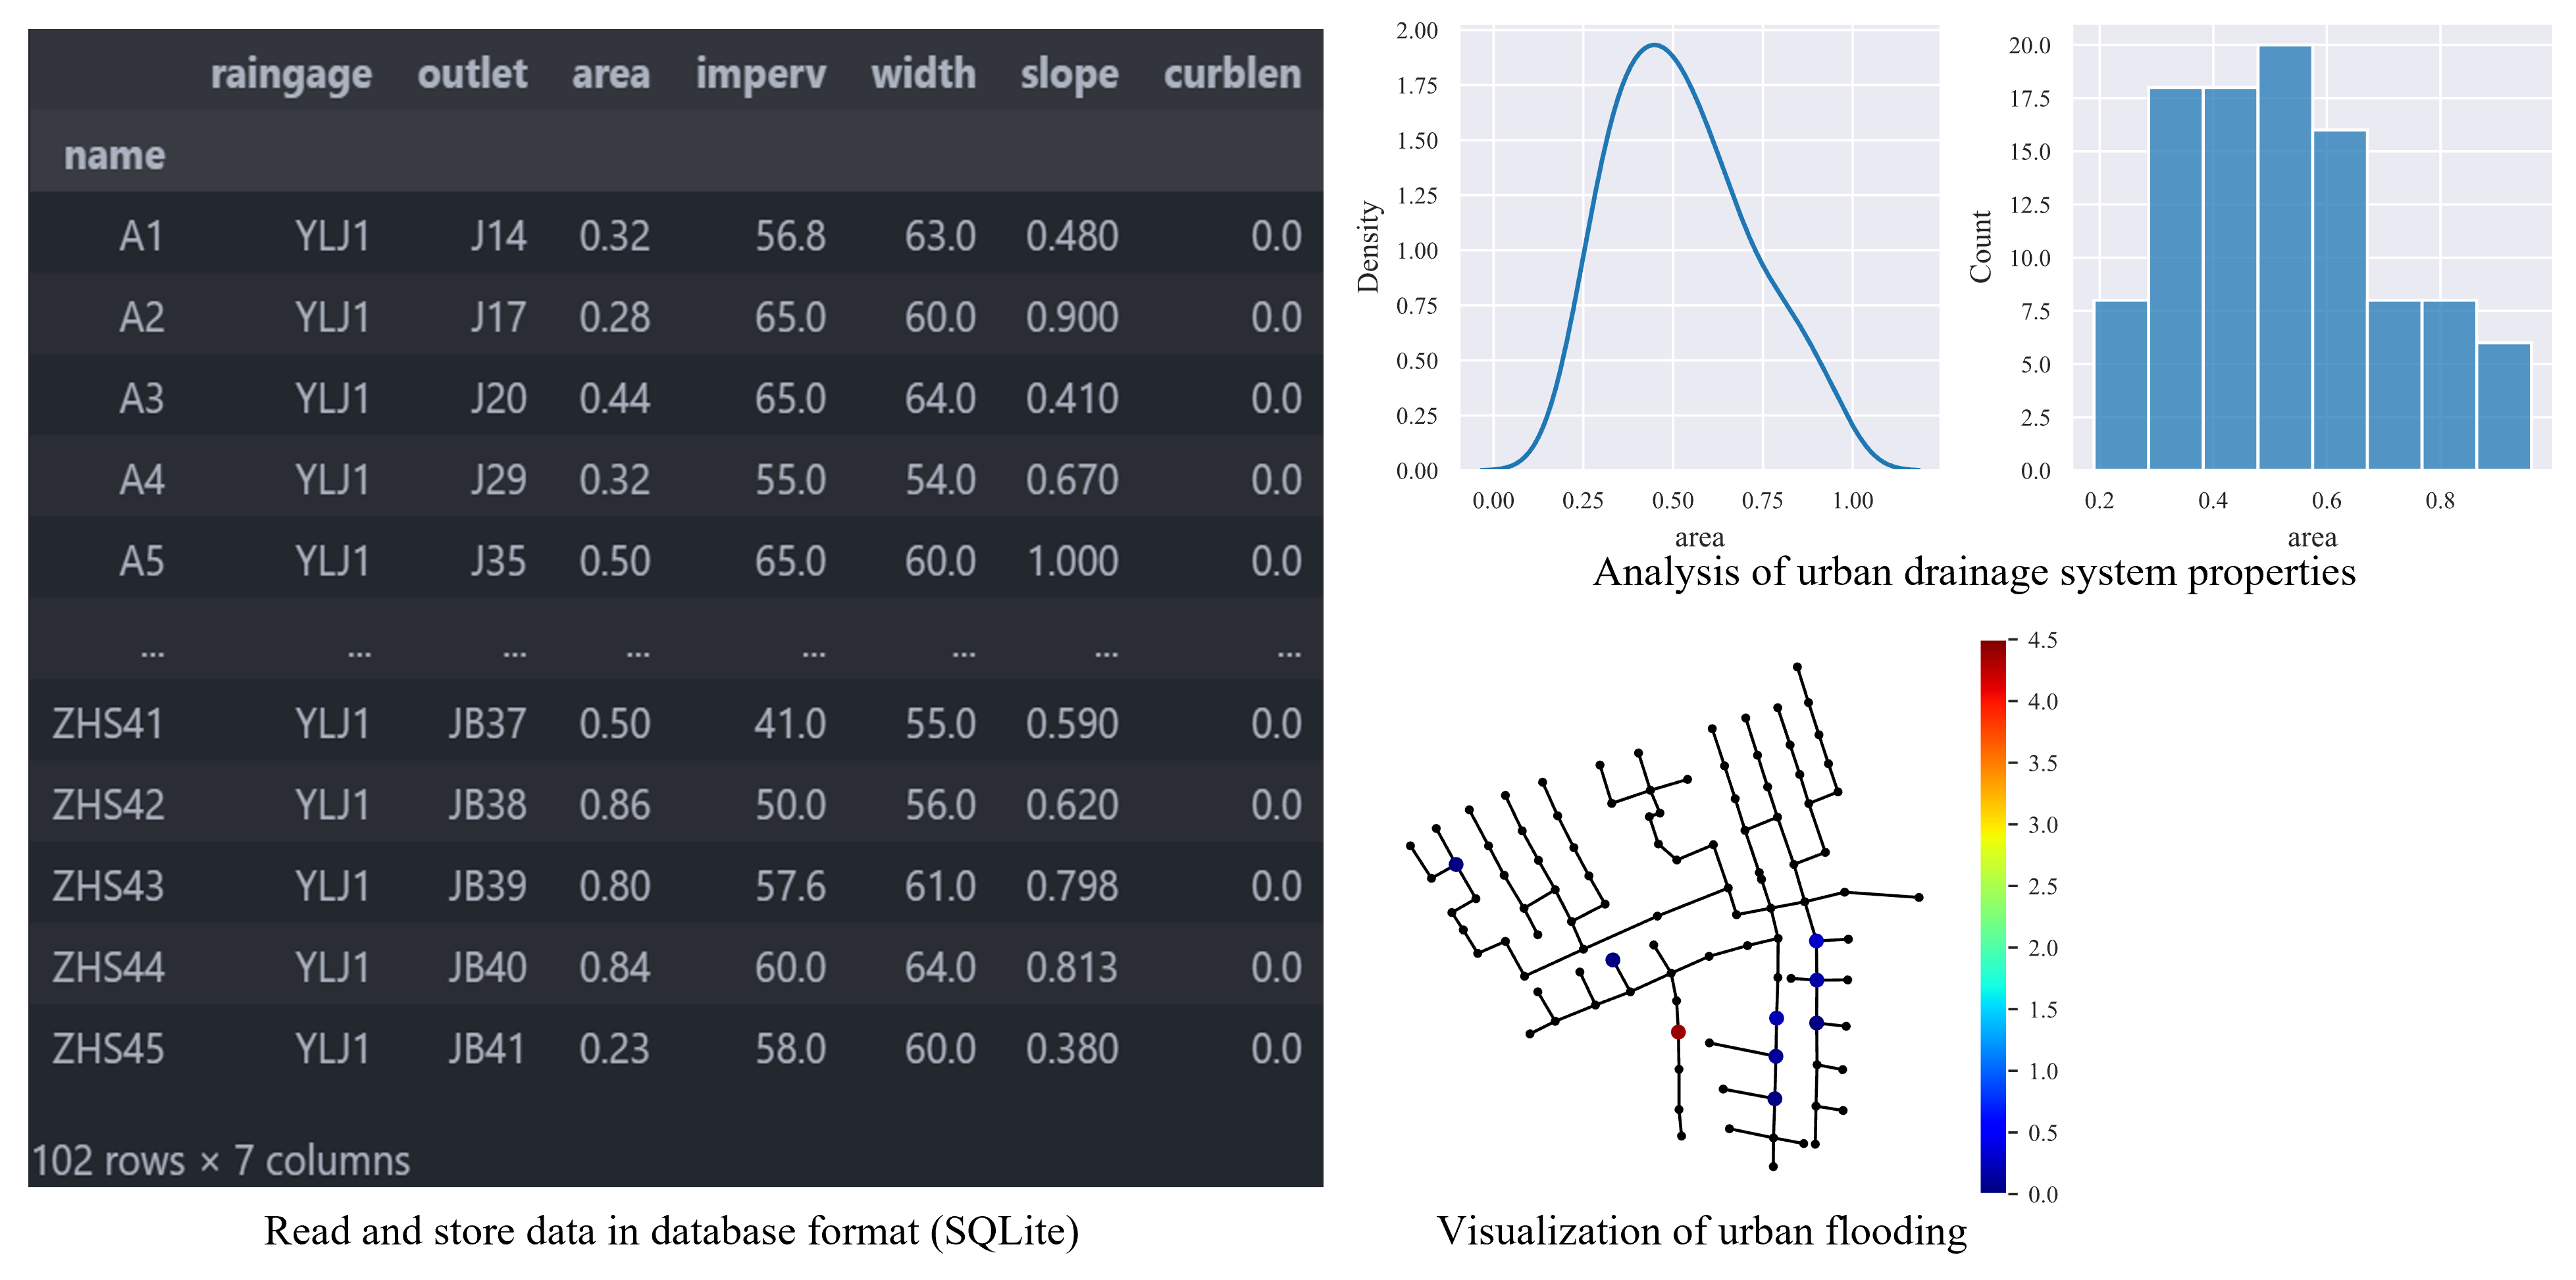 raingage outlet area imperv width slope curblen
name
A1 YLJ1 J14 0.32 56.8 63.0 0.480 0.0
A2 YLJ1 J17 0.28 65.0 60.0 0.900 0.0
A3 YLJ1 J20 0.44 65.0 64.0 0.410 0.0
A4 YLJ1 J29 0.32 55.0 54.0 0.670 0.0
A5 YLJ1 J35 0.50 65.0 60.0 1.000 0.0
... ... ... ... ... ... ... ...
ZHS41 YLJ1 JB37 0.50 41.0 55.0 0.590 0.0
ZHS42 YLJ1 JB38 0.86 50.0 56.0 0.620 0.0
ZHS43 YLJ1 JB39 0.80 57.6 61.0 0.798 0.0
ZHS44 YLJ1 JB40 0.84 60.0 64.0 0.813 0.0
ZHS45 YLJ1 JB41 0.23 58.0 60.0 0.380 0.0
102 rows × 7 columns
Read and store data in database format (SQLite)
Density
2.00
1.75
1.50
1.25
1.00
0.75
0.50
0.25
0.00
0.00 0.25 0.50 0.75 1.00
area
Count
20.0
17.5
15.0
12.5
10.0
7.5
5.0
2.5
0.0
0.2 0.4 0.6 0.8
area
Analysis of urban drainage system properties
4.5
4.0
3.5
3.0
2.5
2.0
1.5
1.0
0.5
0.0
Visualization of urban flooding